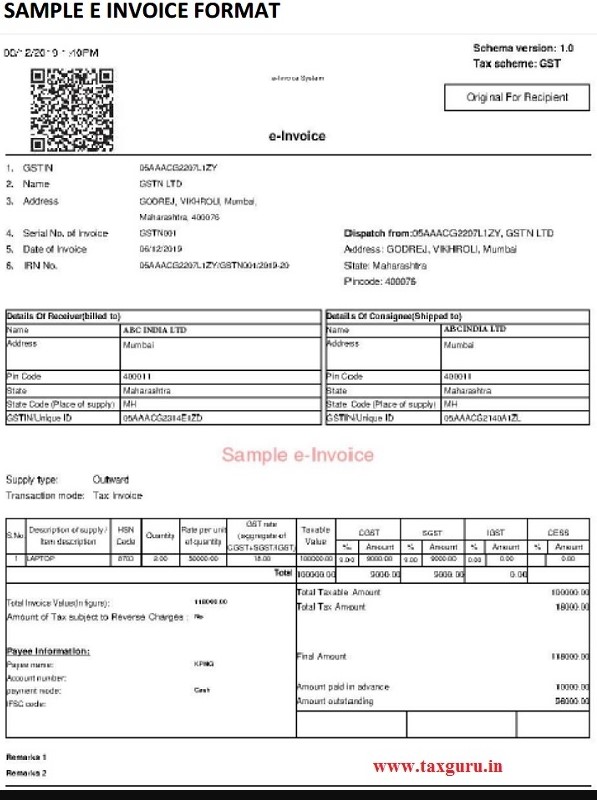 SAMPLE E INVOICE FORMAT
06/12/2019 1:40PM
Schema version: 1.0
Tax scheme: GST
e-Invoice System
Original For Recipient
e-Invoice
1. GSTIN 05AAACG2207L1ZY
2. Name GSTN LTD
3. Address GODREJ, VIKHROLI, Mumbai,
Maharashtra, 400076
4. Serial No. of Invoice GSTN001
5. Date of Invoice 06/12/2019
6. IRN No. 05AAACG2207L1ZY/GSTN001/2019-20
Dispatch from:05AAACG2207L1ZY, GSTN LTD
Address: GODREJ, VIKHROLI, Mumbai
State: Maharashtra
Pincode: 400076
Details Of Receiver(billed to) Details Of Consignee(Shipped to)
Name ABC INDIA LTD Name ABCINDIA LTD
Address Mumbai Address Mumbai
Pin Code 400011 Pin Code 400011
State Maharashtra State Maharashtra
State Code (Place of supply) MH State Code (Place of supply) MH
GSTIN/Unique ID 05AAACG2314E1ZD GSTIN/Unique ID 05AAACG2140A1ZL
Sample e-Invoice
Supply type: Outward
Transaction mode: Tax Invoice
S.No. Description of supply / Item description HSN Code Quantity Rate per unit of quantity GST rate (aggregate of CGST+SGST/IGST) Taxable Value CGST SGST IGST CESS
% Amount % Amount % Amount % Amount
1 LAPTOP 8703 2.00 50000.00 18.00 100000.00 9.00 9000.00 9.00 9000.00 0.00 0.00 0.00
Total 100000.00 9000.00 9000.00 0.00
Total Taxable Amount 100000.00
Total Invoice Value(In figure): 118000.00
Total Tax Amount 18000.00
Amount of Tax subject to Reverse Charges : No
Payee Information:
Payee name: KPMG
Final Amount 118000.00
Account number:
payment mode: Cash
Amount paid in advance 10000.00
IFSC code:
Amount outstanding
Remarks 1
Remarks 2
www.taxguru.in